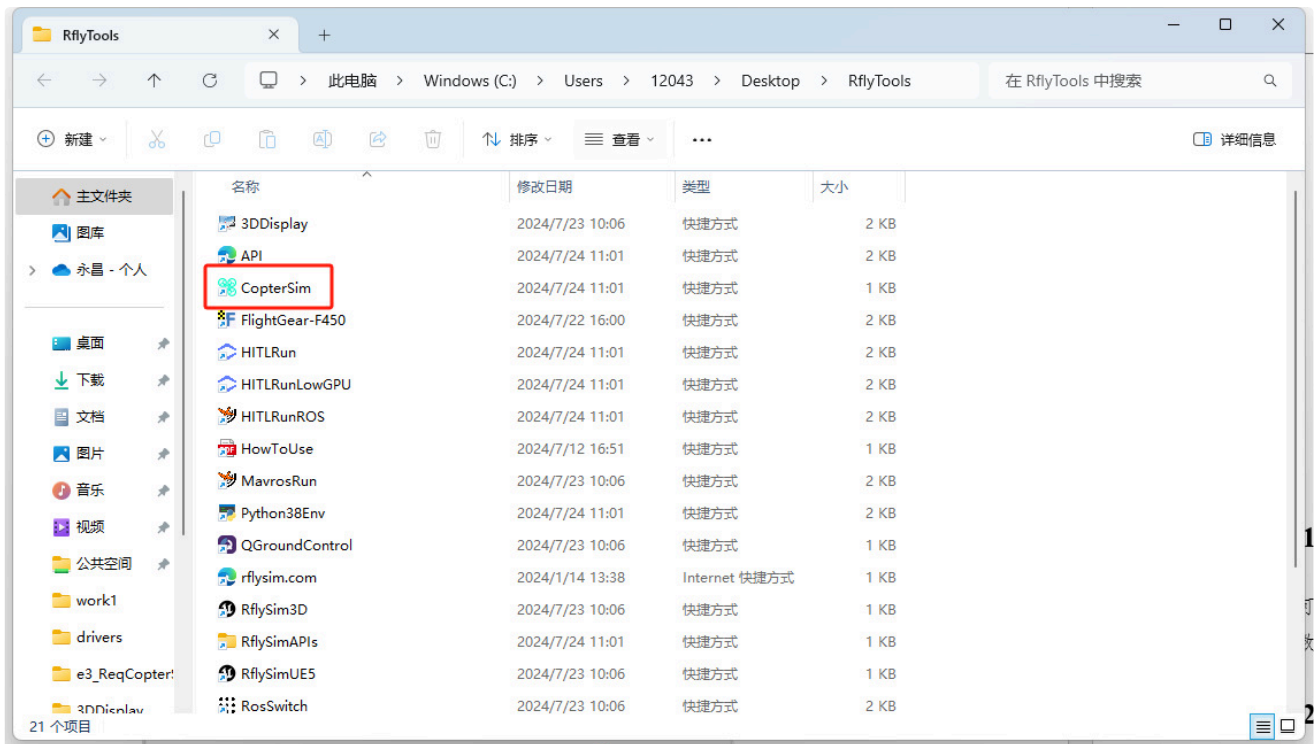 RflyTools
此电脑 > Windows (C:) > Users > 12043 > Desktop > RflyTools
在 RflyTools 中搜索
新建 排序 查看 ... 详细信息
主文件夹
图库
永昌 - 个人
桌面
下载
文档
图片
音乐
视频
公共空间
work1
drivers
e3_ReqCopter
3DDisplay
名称 修改日期 类型 大小
3DDisplay 2024/7/23 10:06 快捷方式 2 KB
API 2024/7/24 11:01 快捷方式 2 KB
CopterSim 2024/7/24 11:01 快捷方式 1 KB
FlightGear-F450 2024/7/22 16:00 快捷方式 2 KB
HITLRun 2024/7/24 11:01 快捷方式 2 KB
HITLRunLowGPU 2024/7/24 11:01 快捷方式 2 KB
HITLRunROS 2024/7/24 11:01 快捷方式 2 KB
HowToUse 2024/7/12 16:51 快捷方式 1 KB
MavrosRun 2024/7/23 10:06 快捷方式 2 KB
Python38Env 2024/7/24 11:01 快捷方式 2 KB
QGroundControl 2024/7/23 10:06 快捷方式 1 KB
rflysim.com 2024/1/14 13:38 Internet 快捷方式 1 KB
RflySim3D 2024/7/23 10:06 快捷方式 1 KB
RflySimAPIs 2024/7/24 11:01 快捷方式 1 KB
RflySimUE5 2024/7/23 10:06 快捷方式 1 KB
RosSwitch 2024/7/23 10:06 快捷方式 2 KB
21 个项目
1
2